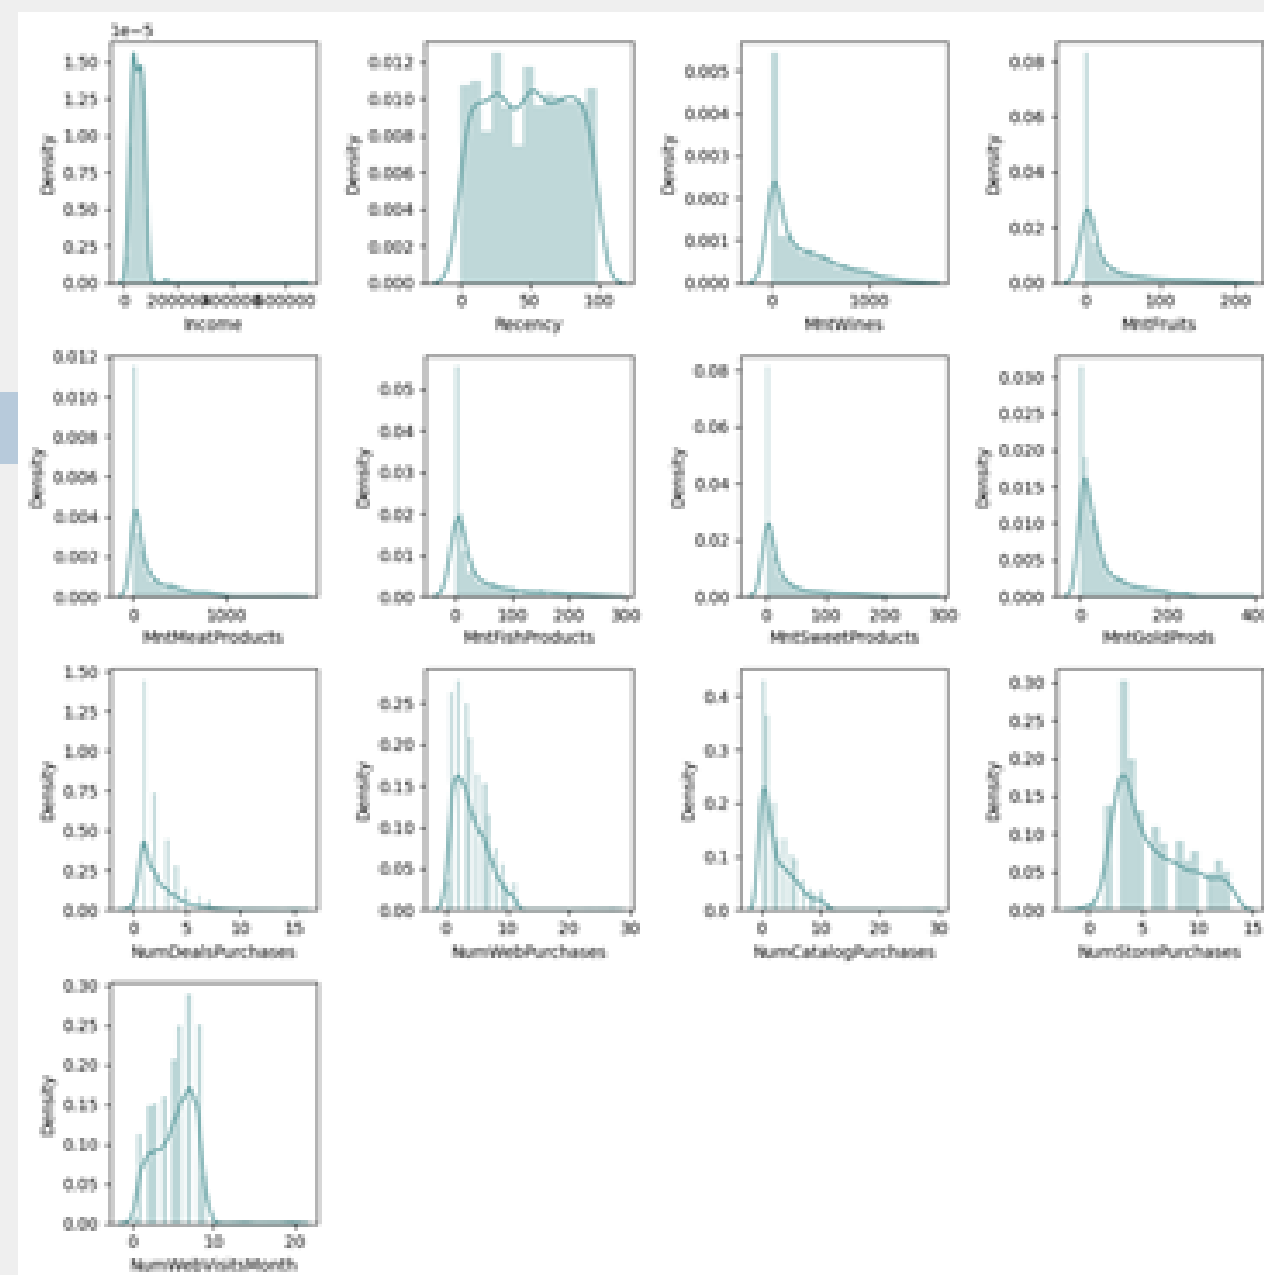 1e−5
1.50
1.25
1.00
0.75
0.50
0.25
0.00
Density
0
Income
0.012
0.010
0.008
0.006
0.004
0.002
0.000
Density
0 50 100
Recency
0.005
0.004
0.003
0.002
0.001
0.000
Density
0 1000
MntWines
0.08
0.06
0.04
0.02
0.00
Density
0 100 200
MntFruits
0.012
0.010
0.008
0.006
0.004
0.002
0.000
Density
0 1000
MntMeatProducts
0.05
0.04
0.03
0.02
0.01
0.00
Density
0 100 200 300
MntFishProducts
0.08
0.06
0.04
0.02
0.00
Density
0 100 200 300
MntSweetProducts
0.030
0.025
0.020
0.015
0.010
0.005
0.000
Density
0 200
MntGoldProds
1.50
1.25
1.00
0.75
0.50
0.25
0.00
Density
0 5 10 15
NumDealsPurchases
0.25
0.20
0.15
0.10
0.05
0.00
Density
0 10 20 30
NumWebPurchases
0.4
0.3
0.2
0.1
0.0
Density
0 10 20 30
NumCatalogPurchases
0.30
0.25
0.20
0.15
0.10
0.05
0.00
Density
0 5 10 15
NumStorePurchases
0.30
0.25
0.20
0.15
0.10
0.05
0.00
Density
0 10 20
NumWebVisitsMonth